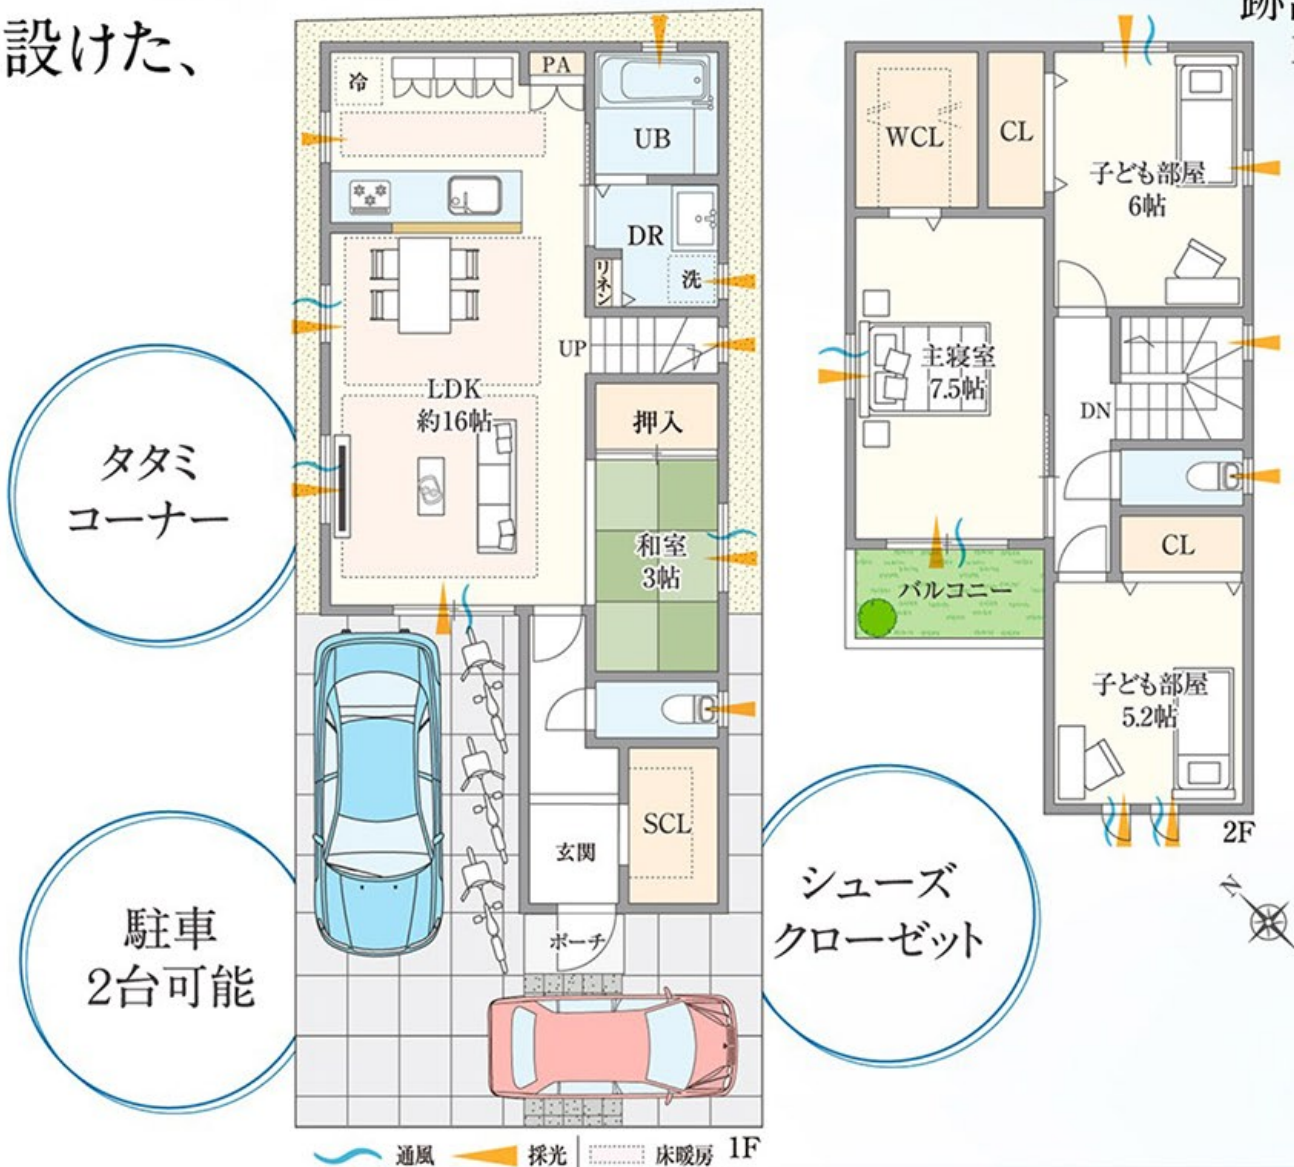 設けた、
冷
PA
UB
DR
リネン
洗
UP
LDK
約16帖
押入
和室
3帖
SCL
玄関
ポーチ
タタミ
コーナー
駐車
2台可能
シューズ
クローゼット
WCL
CL
子ども部屋
6帖
主寝室
7.5帖
DN
CL
バルコニー
子ども部屋
5.2帖
2F
N
通風
採光
床暖房
1F